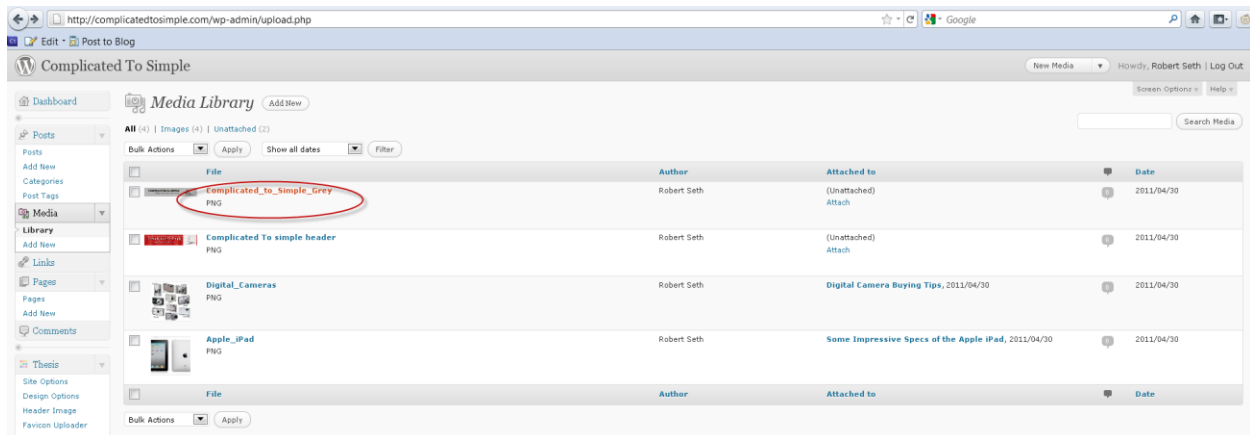 http://complicatedtosimple.com/wp-admin/upload.php Google
Edit Post to Blog
Complicated To Simple New Media Howdy, Robert Seth | Log Out
Screen Options Help
Dashboard
Media Library Add New
Search Media
All (4) | Images (4) | Unattached (2)
Posts
Bulk Actions Apply Show all dates Filter
Posts
Add New
Categories
Post Tags
Media
Library
Add New
Links
Pages
Pages
Add New
Comments
Thesis
Site Options
Design Options
Header Image
Favicon Uploader
File Author Attached to Date
Complicated_to_Simple_Grey Robert Seth (Unattached) 0 2011/04/30
PNG Attach
Complicated To simple header Robert Seth (Unattached) 0 2011/04/30
PNG Attach
Digital_Cameras Robert Seth Digital Camera Buying Tips, 2011/04/30 0 2011/04/30
PNG
Apple_iPad Robert Seth Some Impressive Specs of the Apple iPad, 2011/04/30 0 2011/04/30
PNG
File Author Attached to Date
Bulk Actions Apply